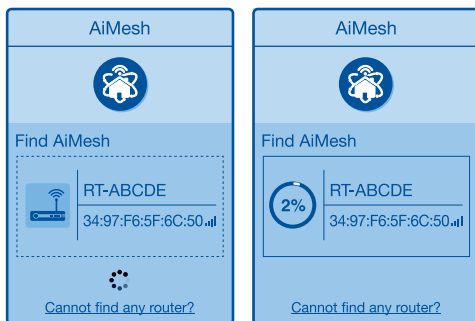 AiMesh
Find AiMesh
RT-ABCDE
34:97:F6:5F:6C:50
Cannot find any router?
AiMesh
Find AiMesh
2%
RT-ABCDE
34:97:F6:5F:6C:50
Cannot find any router?